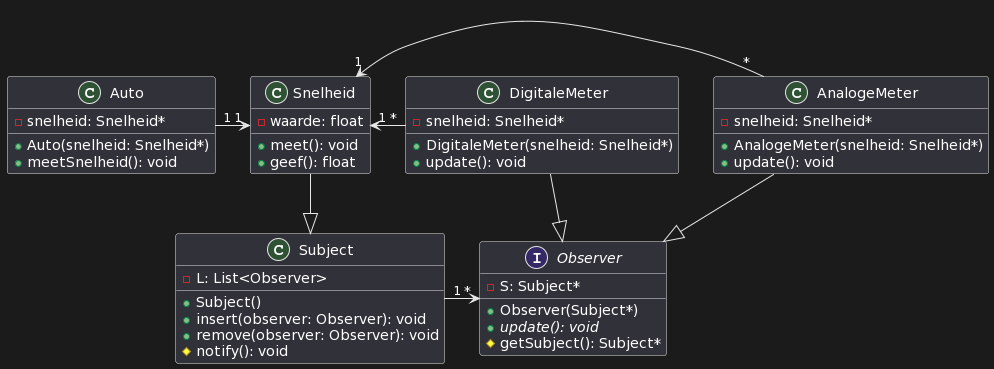 1
*
C Auto
snelheid: Snelheid*
Auto(snelheid: Snelheid*)
meetSnelheid(): void
1 1
C Snelheid
waarde: float
meet(): void
geef(): float
1 *
C DigitaleMeter
snelheid: Snelheid*
DigitaleMeter(snelheid: Snelheid*)
update(): void
C AnalogeMeter
snelheid: Snelheid*
AnalogeMeter(snelheid: Snelheid*)
update(): void
C Subject
L: List<Observer>
Subject()
insert(observer: Observer): void
remove(observer: Observer): void
notify(): void
1 *
I Observer
S: Subject*
Observer(Subject*)
update(): void
getSubject(): Subject*